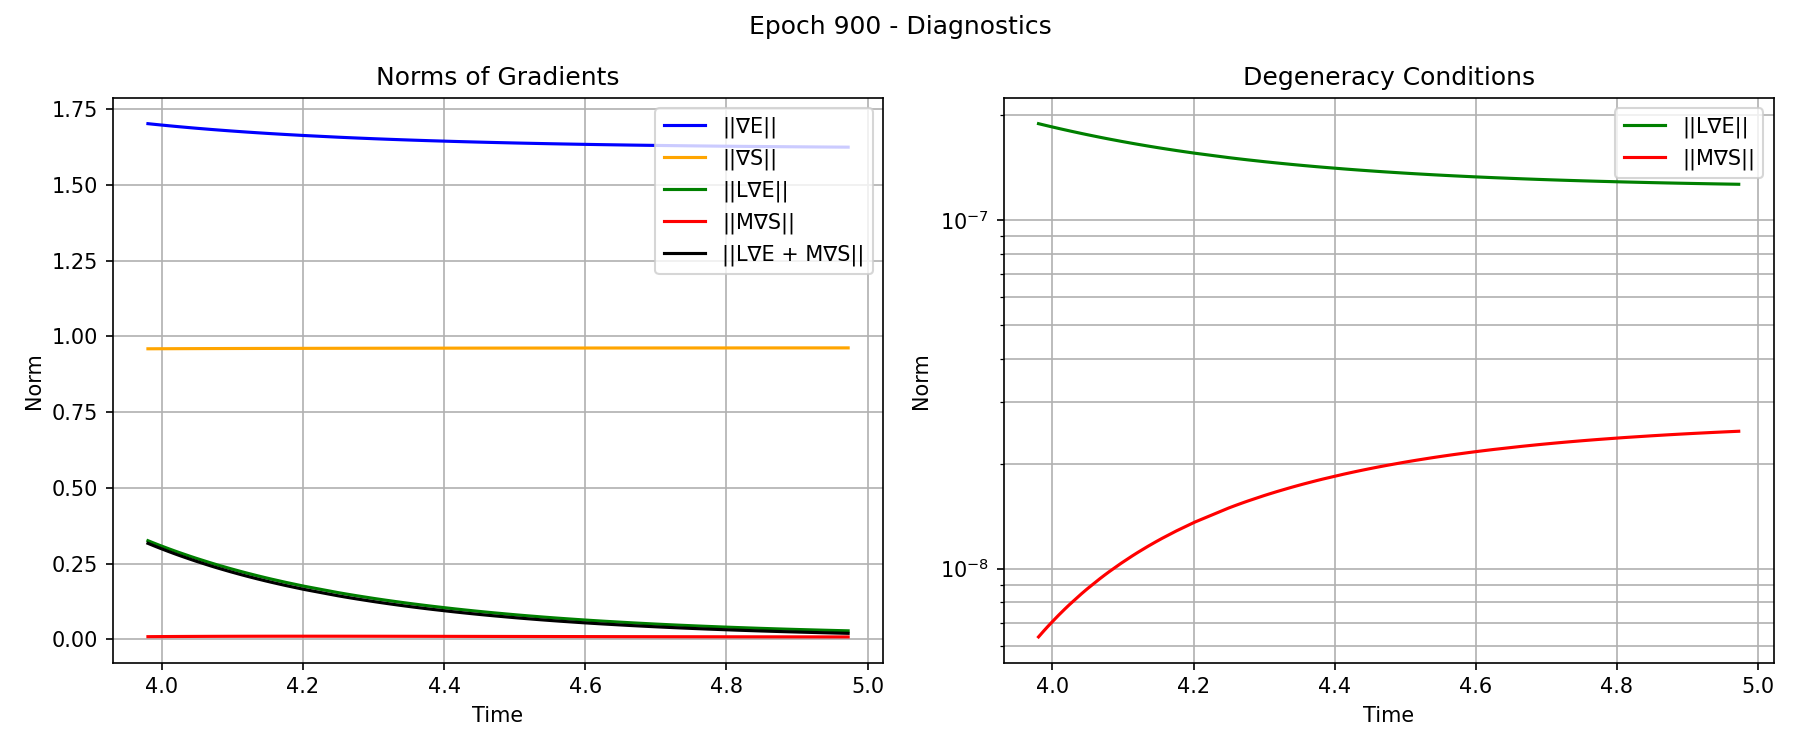 Epoch 900 - Diagnostics
Norms of Gradients
1.75
1.50
1.25
1.00
0.75
0.50
0.25
0.00
Norm
||∇E||
||∇S||
||L∇E||
||M∇S||
||L∇E + M∇S||
4.0 4.2 4.4 4.6 4.8 5.0
Time
Degeneracy Conditions
10⁻⁷
10⁻⁸
Norm
||L∇E||
||M∇S||
4.0 4.2 4.4 4.6 4.8 5.0
Time